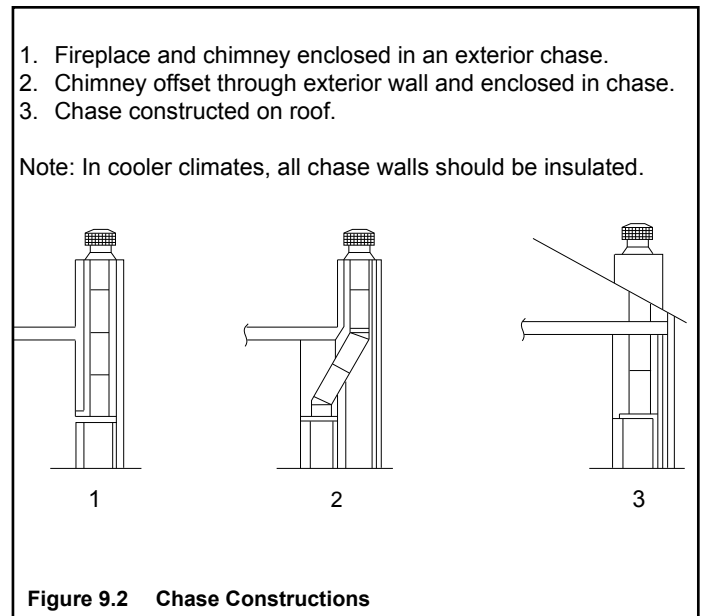 1. Fireplace and chimney enclosed in an exterior chase.
2. Chimney offset through exterior wall and enclosed in chase.
3. Chase constructed on roof.
Note: In cooler climates, all chase walls should be insulated.
1 2 3
Figure 9.2 Chase Constructions